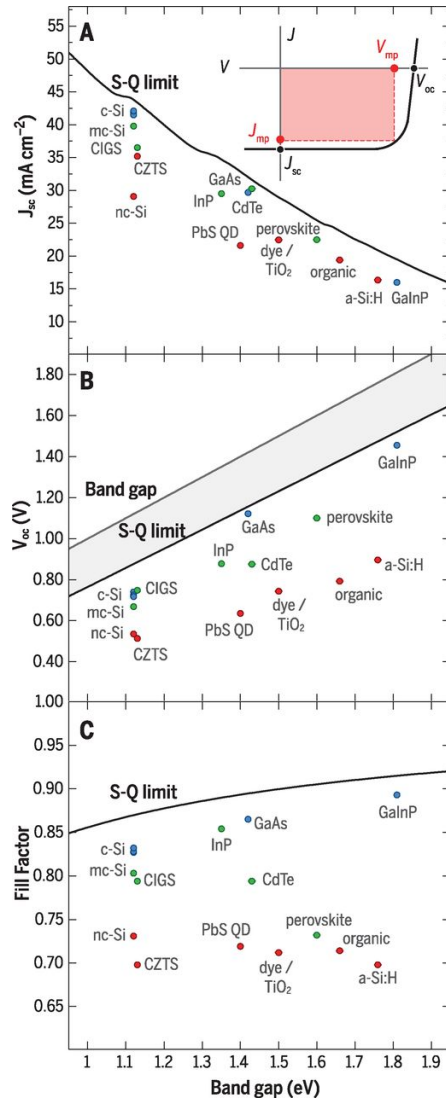 A
S-Q limit
J
V
Vmp
Voc
Jmp
Jsc
Jsc (mA cm−2)
50
45
40
35
30
25
20
15
10
c-Si
mc-Si
CIGS
CZTS
nc-Si
GaAs
InP
CdTe
PbS QD
perovskite
dye /
TiO2
organic
a-Si:H
GaInP
B
Band gap
S-Q limit
Voc (V)
1.80
1.60
1.40
1.20
1.00
0.80
0.60
0.40
1.00
GaInP
GaAs
perovskite
InP
CdTe
a-Si:H
c-Si
CIGS
mc-Si
nc-Si
CZTS
PbS QD
dye /
TiO2
organic
C
S-Q limit
Fill Factor
0.95
0.90
0.85
0.80
0.75
0.70
0.65
GaInP
GaAs
InP
c-Si
mc-Si
CIGS
CdTe
nc-Si
CZTS
PbS QD
dye /
TiO2
perovskite
organic
a-Si:H
1 1.1 1.2 1.3 1.4 1.5 1.6 1.7 1.8 1.9
Band gap (eV)